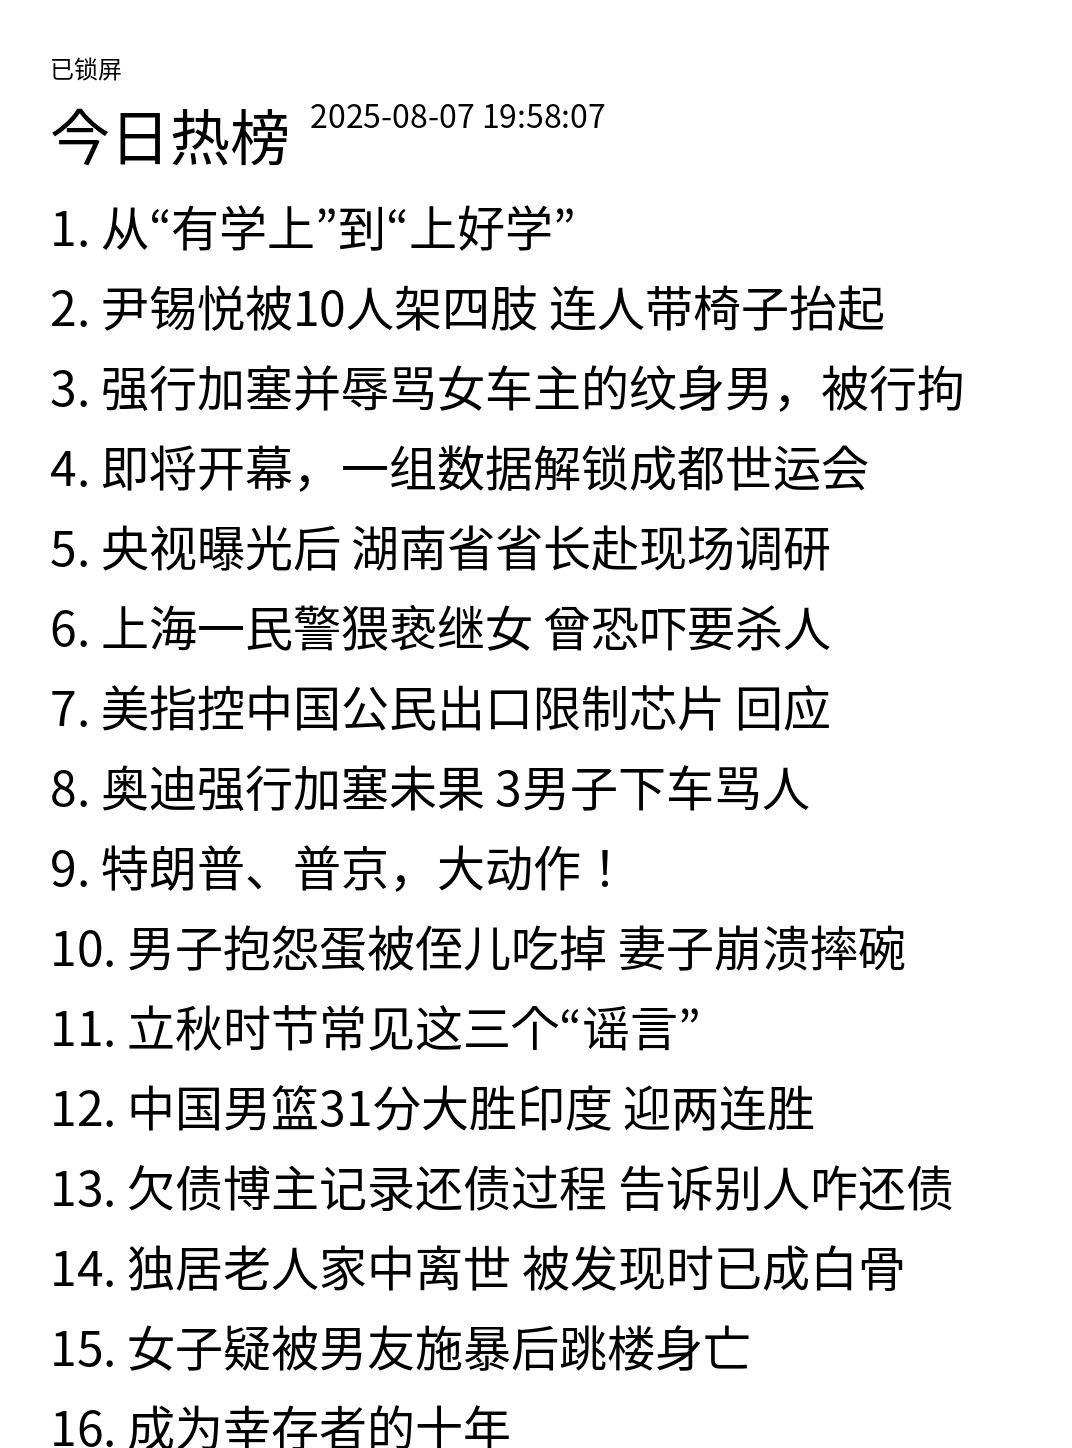 已锁屏
今日热榜 2025-08-07 19:58:07
1. 从“有学上”到“上好学”
2. 尹锡悦被10人架四肢 连人带椅子抬起
3. 强行加塞并辱骂女车主的纹身男，被行拘
4. 即将开幕，一组数据解锁成都世运会
5. 央视曝光后 湖南省省长赴现场调研
6. 上海一民警猥亵继女 曾恐吓要杀人
7. 美指控中国公民出口限制芯片 回应
8. 奥迪强行加塞未果 3男子下车骂人
9. 特朗普、普京，大动作！
10. 男子抱怨蛋被侄儿吃掉 妻子崩溃摔碗
11. 立秋时节常见这三个“谣言”
12. 中国男篮31分大胜印度 迎两连胜
13. 欠债博主记录还债过程 告诉别人咋还债
14. 独居老人家中离世 被发现时已成白骨
15. 女子疑被男友施暴后跳楼身亡
16. 成为幸存者的十年